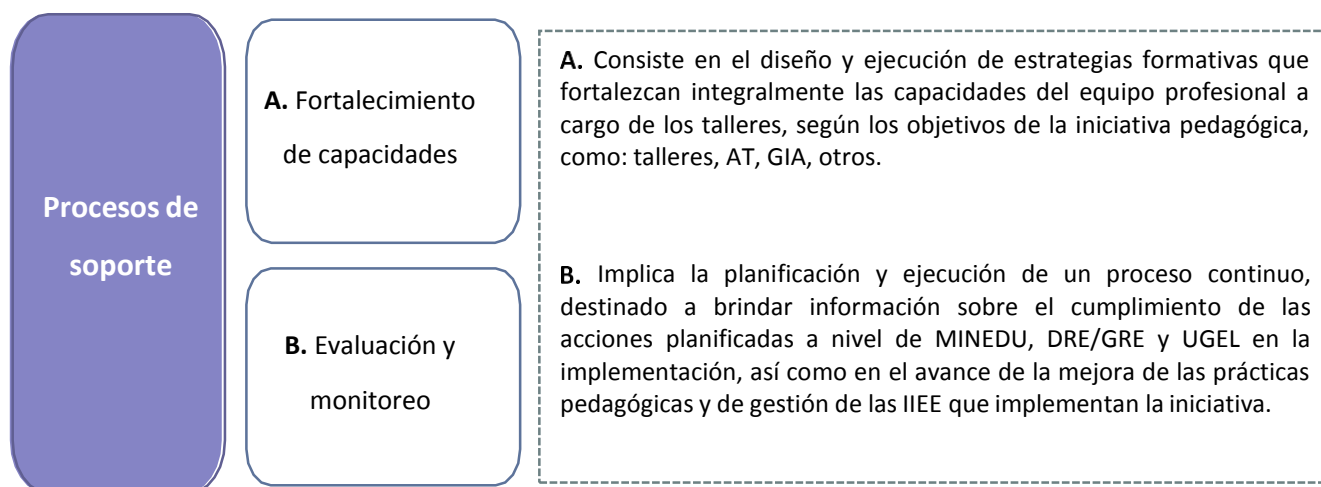 Procesos de
soporte
A. Fortalecimiento
de capacidades
B. Evaluación y
monitoreo
A. Consiste en el diseño y ejecución de estrategias formativas que
fortalezcan integralmente las capacidades del equipo profesional a
cargo de los talleres, según los objetivos de la iniciativa pedagógica,
como: talleres, AT, GIA, otros.
B. Implica la planificación y ejecución de un proceso continuo,
destinado a brindar información sobre el cumplimiento de las
acciones planificadas a nivel de MINEDU, DRE/GRE y UGEL en la
implementación, así como en el avance de la mejora de las prácticas
pedagógicas y de gestión de las IIEE que implementan la iniciativa.